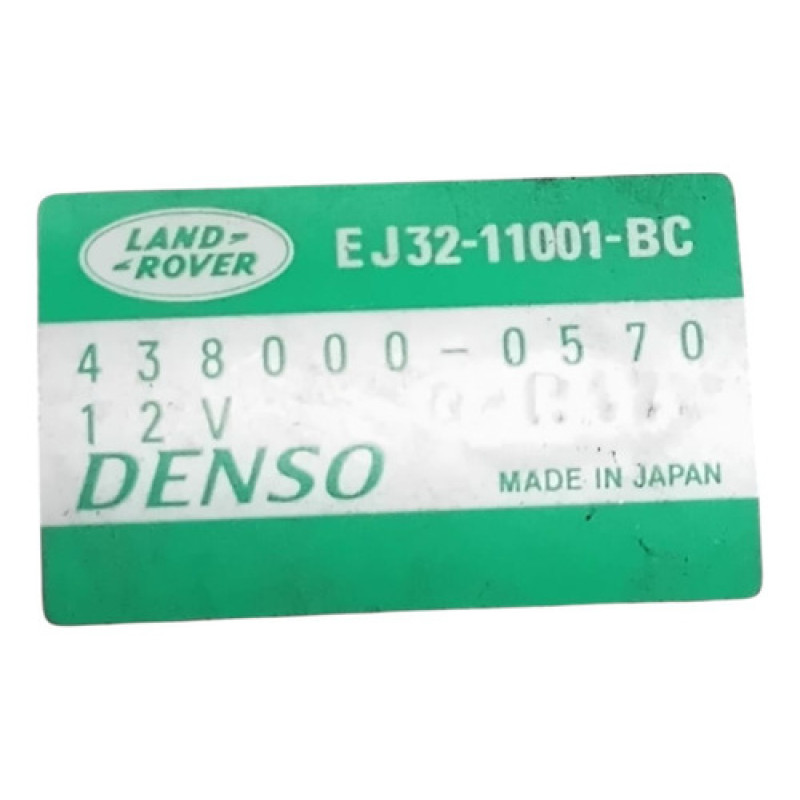 LAND-
-ROVER
EJ32-11001-BC
438000-0570
12V
DENSO
MADE IN JAPAN